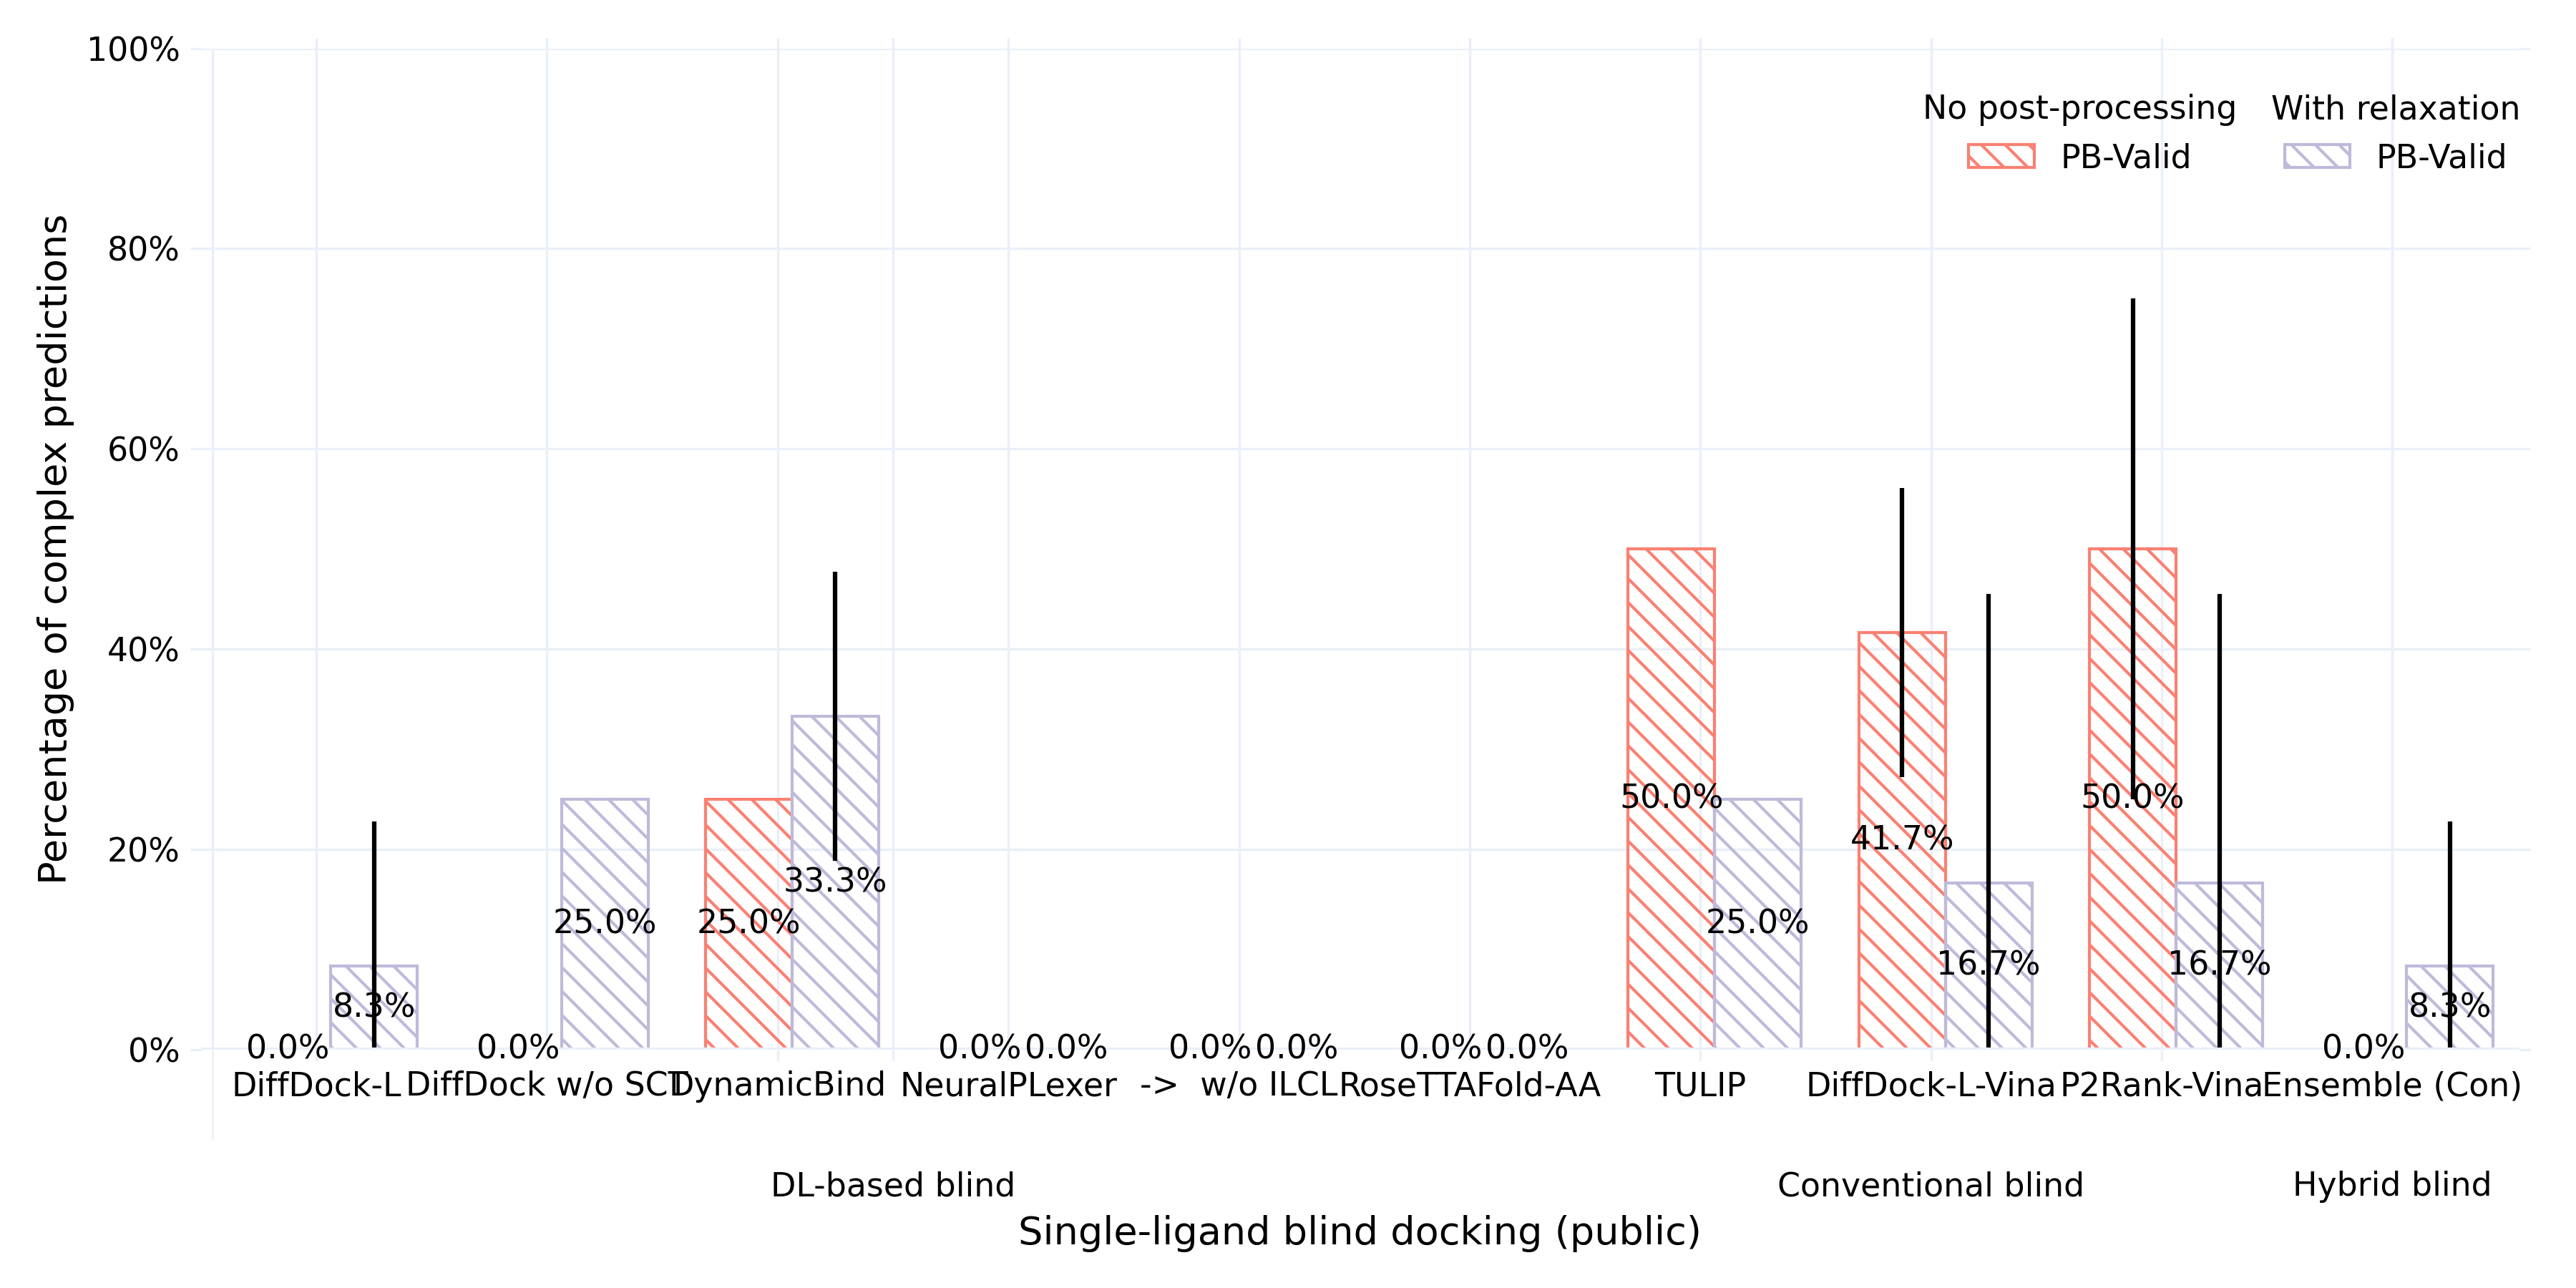 100%
80%
60%
40%
20%
0%
Percentage of complex predictions
No post-processing With relaxation
PB-Valid PB-Valid
0.0% 8.3% 0.0% 25.0% 25.0% 33.3% 0.0% 0.0% 0.0% 0.0% 0.0% 0.0% 50.0% 25.0% 41.7% 16.7% 50.0% 16.7% 0.0% 8.3%
DiffDock-L DiffDock w/o SCT DynamicBind NeuralPLexer -> w/o ILCL RoseTTAFold-AA TULIP DiffDock-L-Vina P2Rank-Vina Ensemble (Con)
DL-based blind Conventional blind Hybrid blind
Single-ligand blind docking (public)